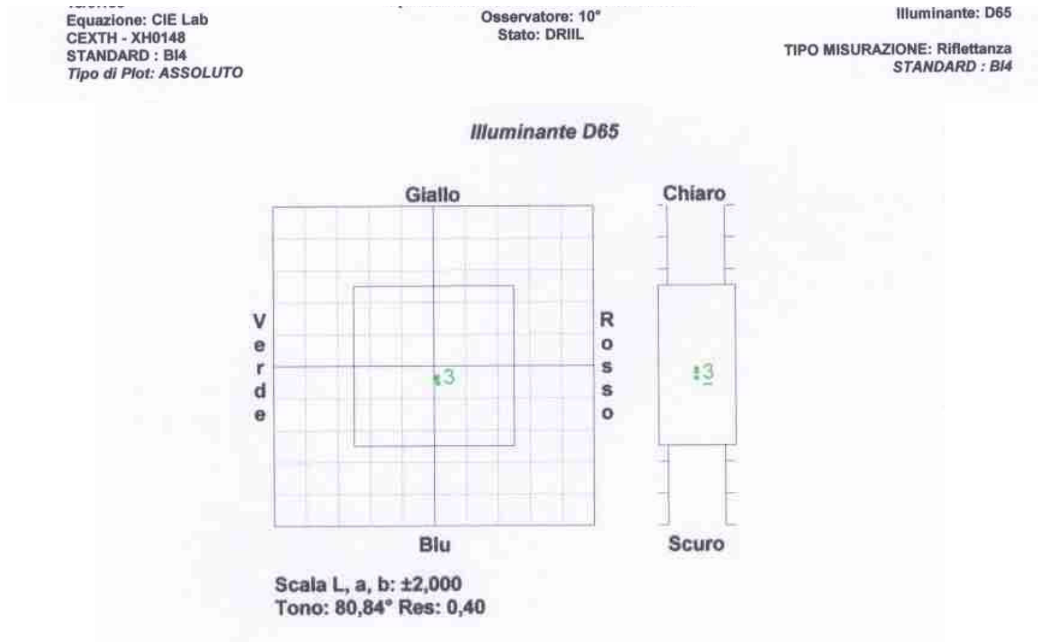 Equazione: CIE Lab
CEXTH - XH0148
STANDARD : BI4
Tipo di Plot: ASSOLUTO
Osservatore: 10°
Stato: DRIIL
Illuminante: D65
TIPO MISURAZIONE: Riflettanza
STANDARD : BI4
Illuminante D65
Giallo
Chiaro
Verde
Rosso
3
3
Blu
Scuro
Scala L, a, b: ±2,000
Tono: 80,84° Res: 0,40